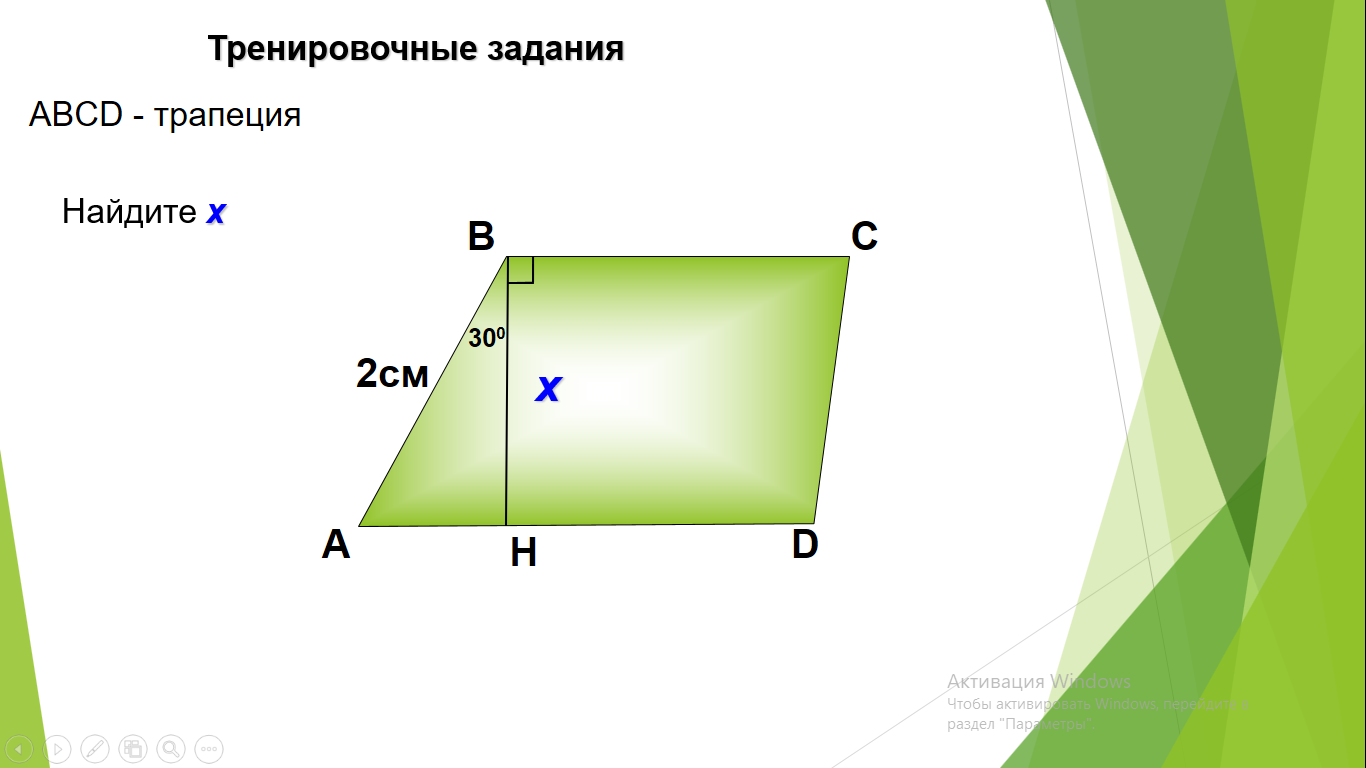 Тренировочные задания
ABCD - трапеция
Найдите x
B
C
30⁰
2см
x
A
H
D
Активация Windows
Чтобы активировать Windows, перейдите в
раздел "Параметры".